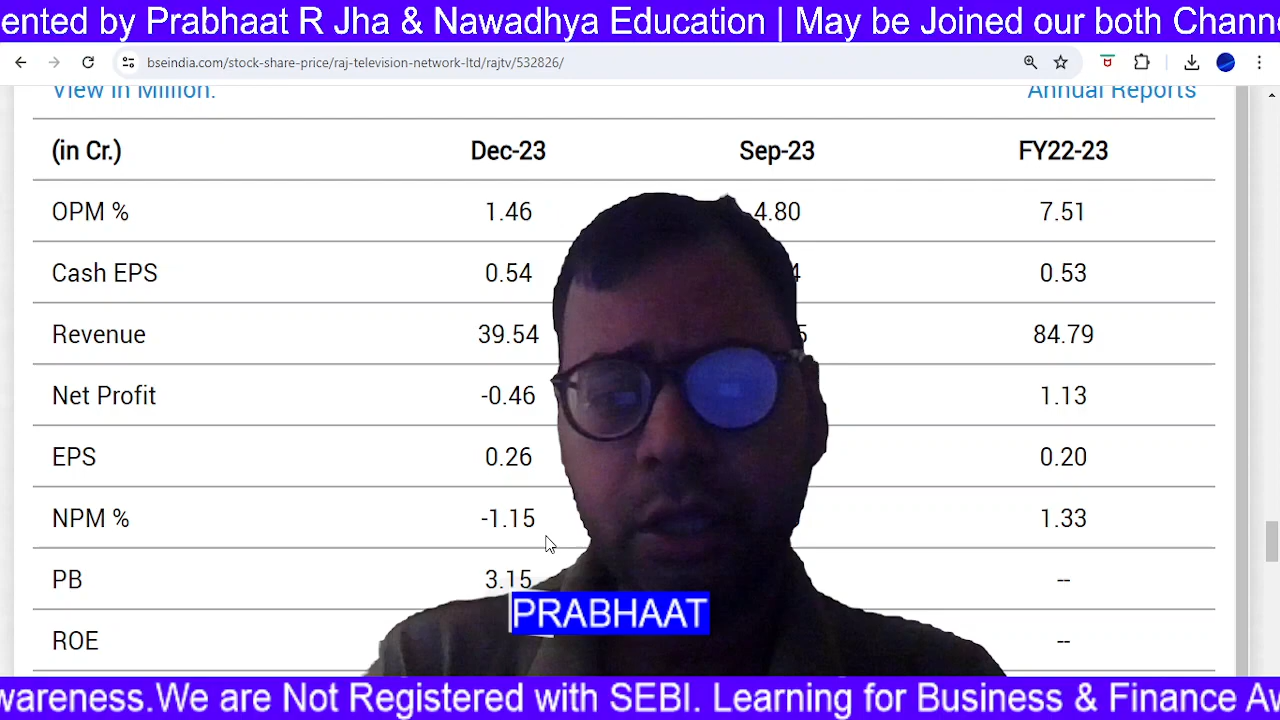 ented by Prabhaat R Jha & Nawadhya Education | May be Joined our both Chann
bseindia.com/stock-share-price/raj-television-network-ltd/rajtv/532826/
View in Million. Annual Reports
(in Cr.) Dec-23 Sep-23 FY22-23
OPM % 1.46 4.80 7.51
Cash EPS 0.54 4 0.53
Revenue 39.54 5 84.79
Net Profit -0.46 1.13
EPS 0.26 0.20
NPM % -1.15 1.33
PB 3.15 --
PRABHAAT
ROE --
wareness.We are Not Registered with SEBI. Learning for Business & Finance Aw